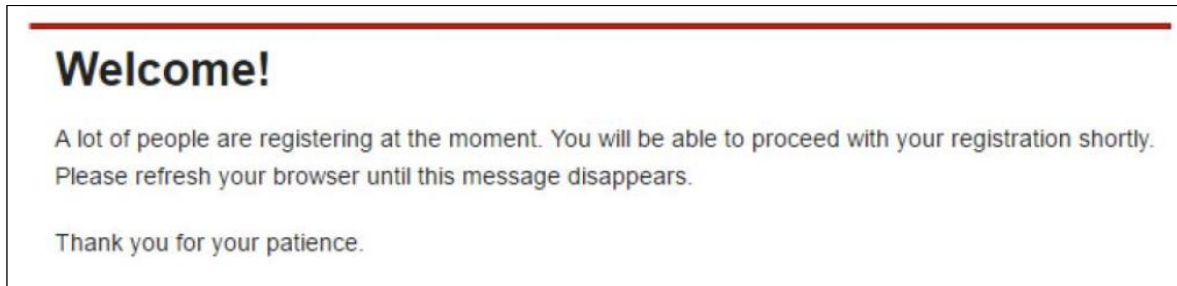 Welcome!
A lot of people are registering at the moment. You will be able to proceed with your registration shortly.
Please refresh your browser until this message disappears.
Thank you for your patience.